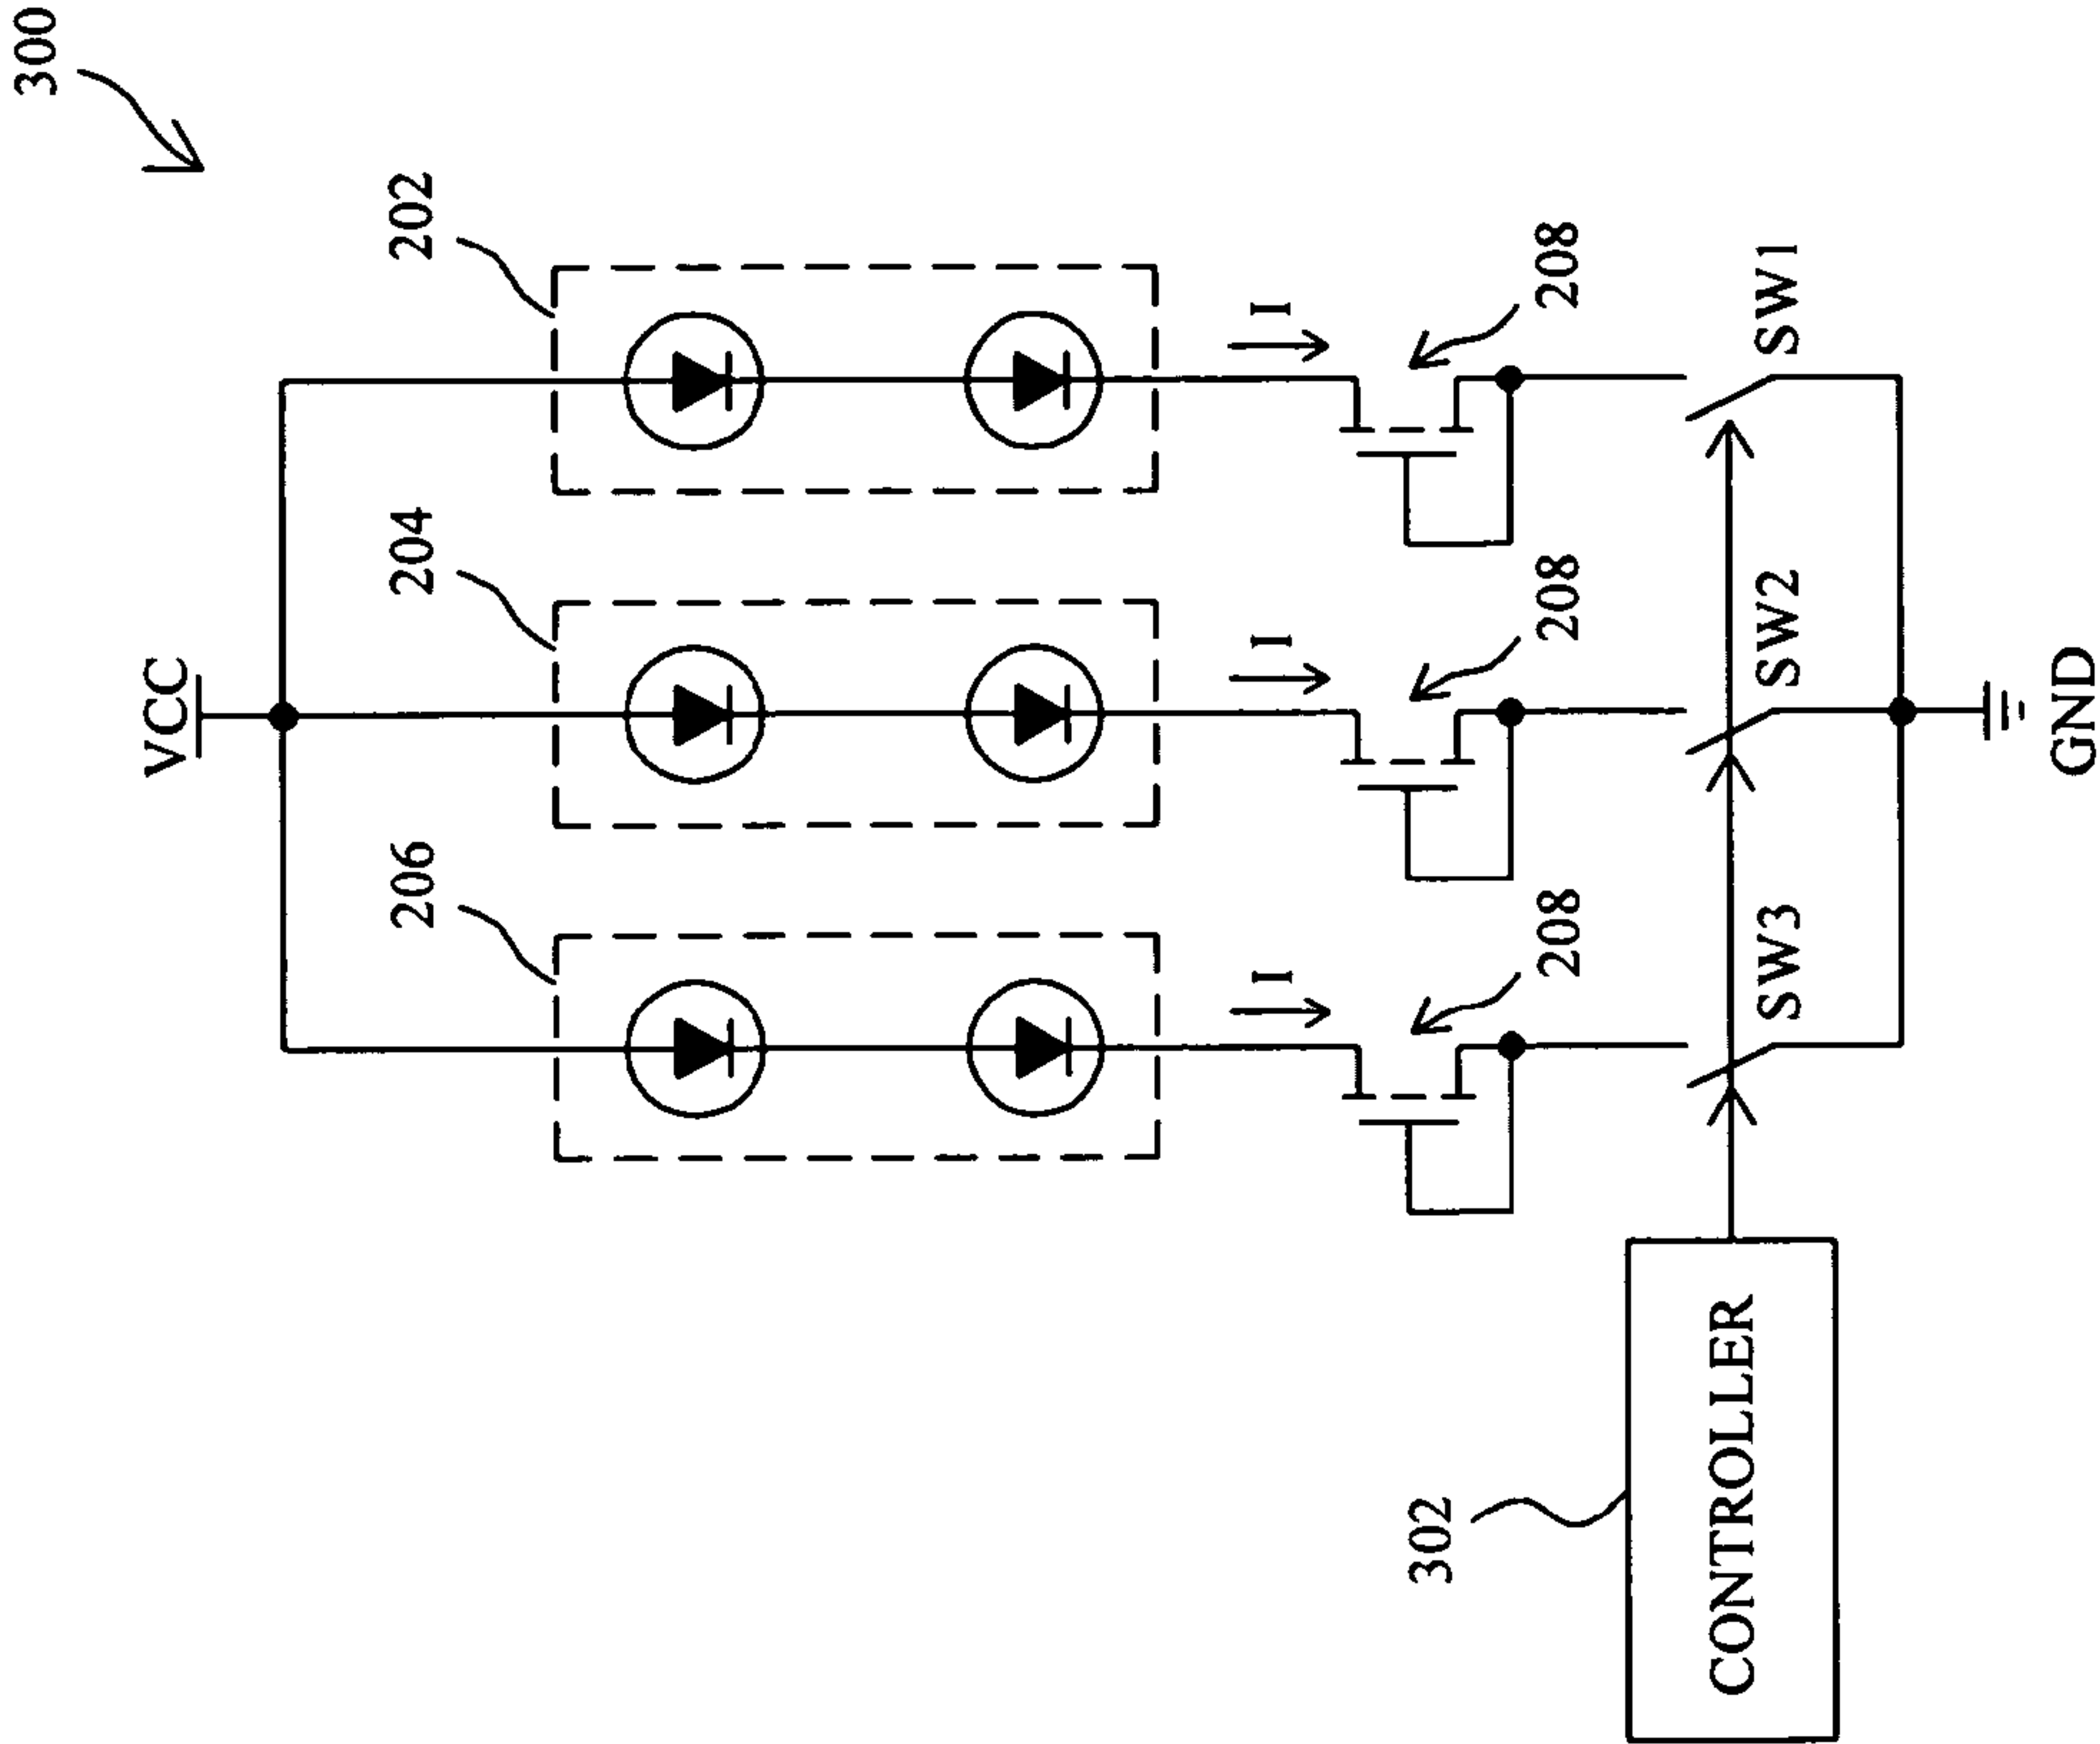 300
VCC
206
204
202
I
I
I
208
208
208
302
CONTROLLER
SW3
SW2
SW1
GND